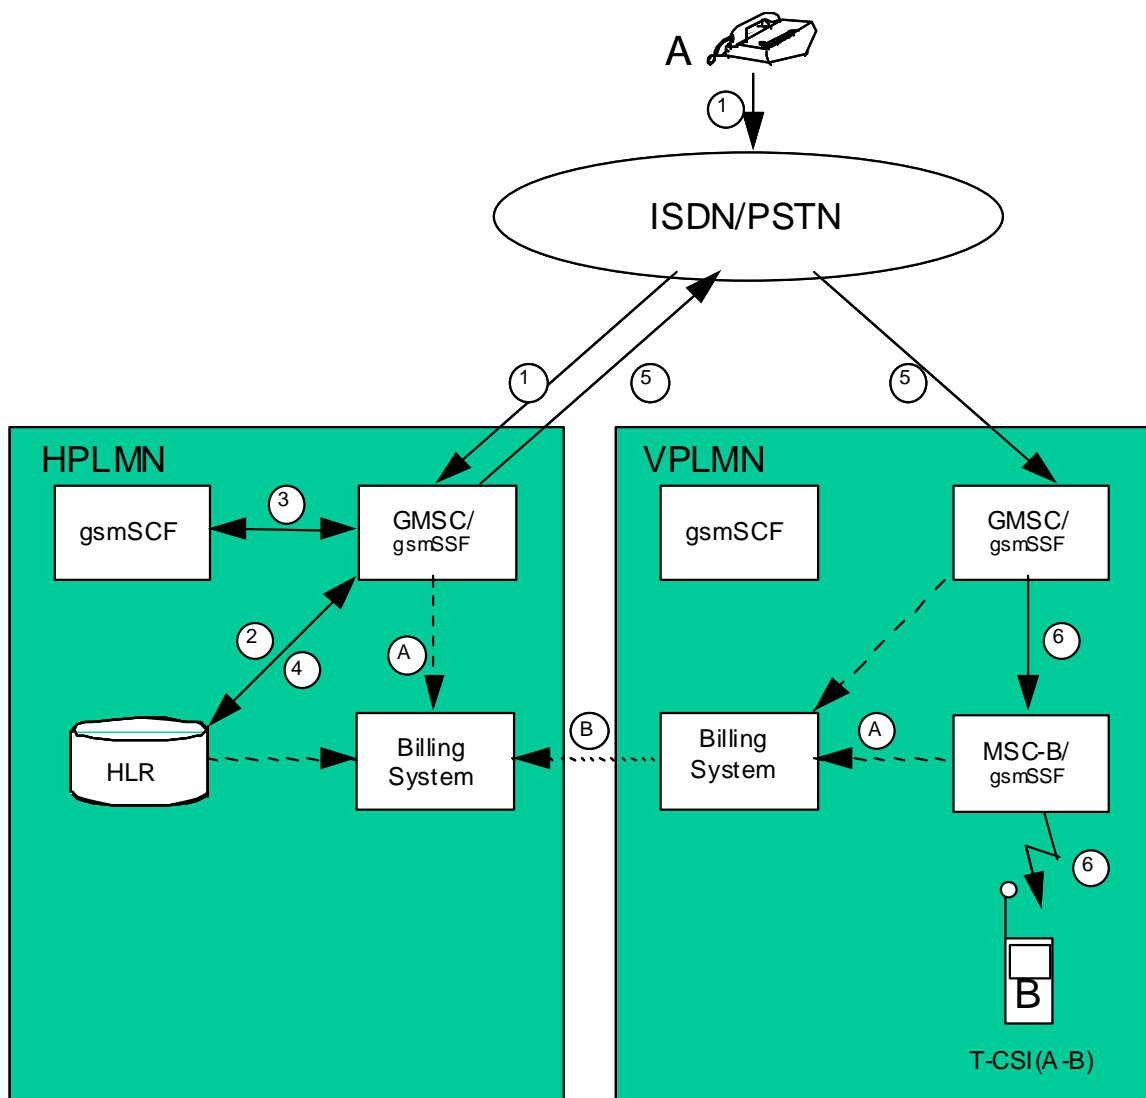 A
1
ISDN/PSTN
1
5
5
HPLMN
VPLMN
gsmSCF
3
GMSC/
gsmSSF
gsmSCF
GMSC/
gsmSSF
2
4
A
6
HLR
Billing
System
B
Billing
System
A
MSC-B/
gsmSSF
6
B
T-CSI(A-B)